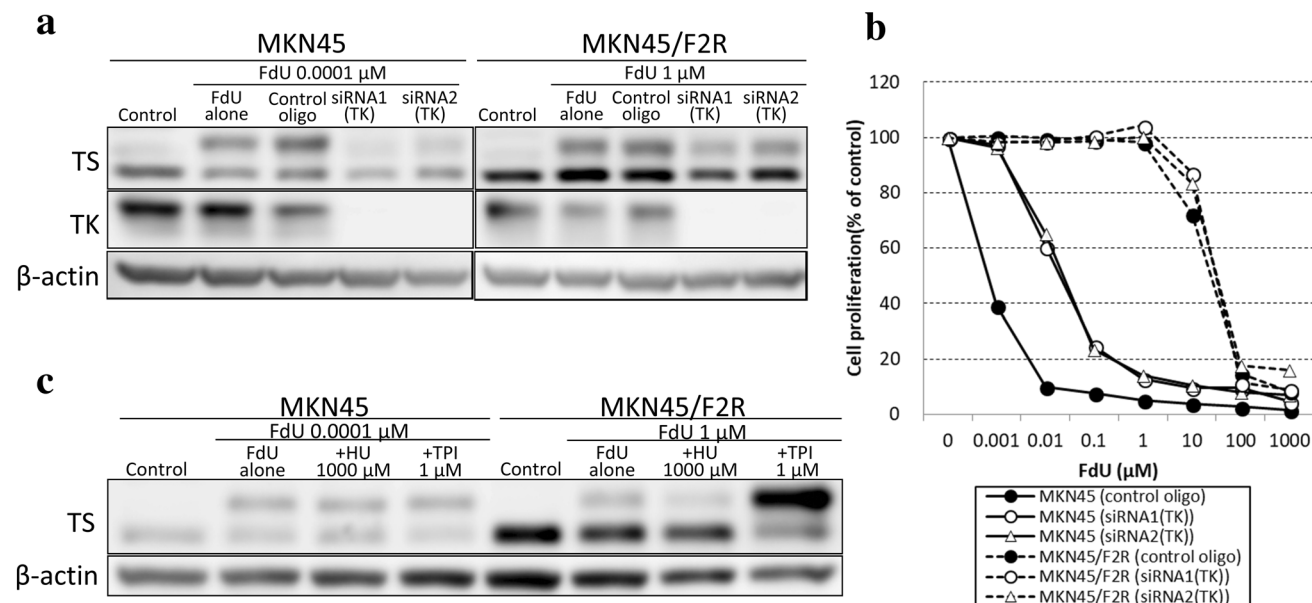 a
MKN45 MKN45/F2R
FdU 0.0001 μM FdU 1 μM
Control FdU alone Control oligo siRNA1 (TK) siRNA2 (TK) Control FdU alone Control oligo siRNA1 (TK) siRNA2 (TK)
TS
TK
β-actin
b
Cell proliferation(% of control)
120
100
80
60
40
20
0
0 0.001 0.01 0.1 1 10 100 1000
FdU (μM)
MKN45 (control oligo)
MKN45 (siRNA1(TK))
MKN45 (siRNA2(TK))
MKN45/F2R (control oligo)
MKN45/F2R (siRNA1(TK))
MKN45/F2R (siRNA2(TK))
c
MKN45 MKN45/F2R
FdU 0.0001 μM FdU 1 μM
Control FdU alone +HU 1000 μM +TPI 1 μM Control FdU alone +HU 1000 μM +TPI 1 μM
TS
β-actin